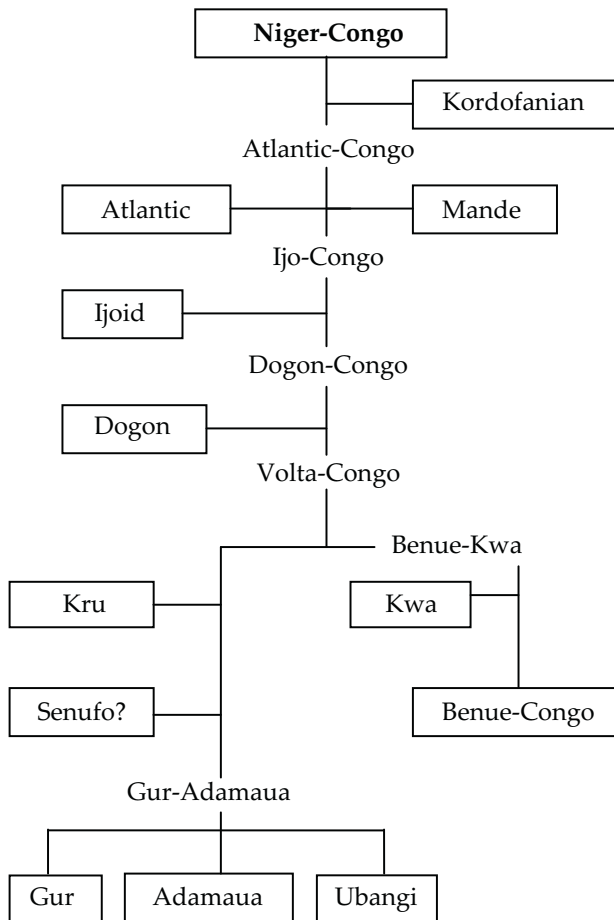 Niger-Congo
Kordofanian
Atlantic-Congo
Atlantic
Mande
Ijo-Congo
Ijoid
Dogon-Congo
Dogon
Volta-Congo
Benue-Kwa
Kru
Kwa
Senufo?
Benue-Congo
Gur-Adamaua
Gur
Adamaua
Ubangi